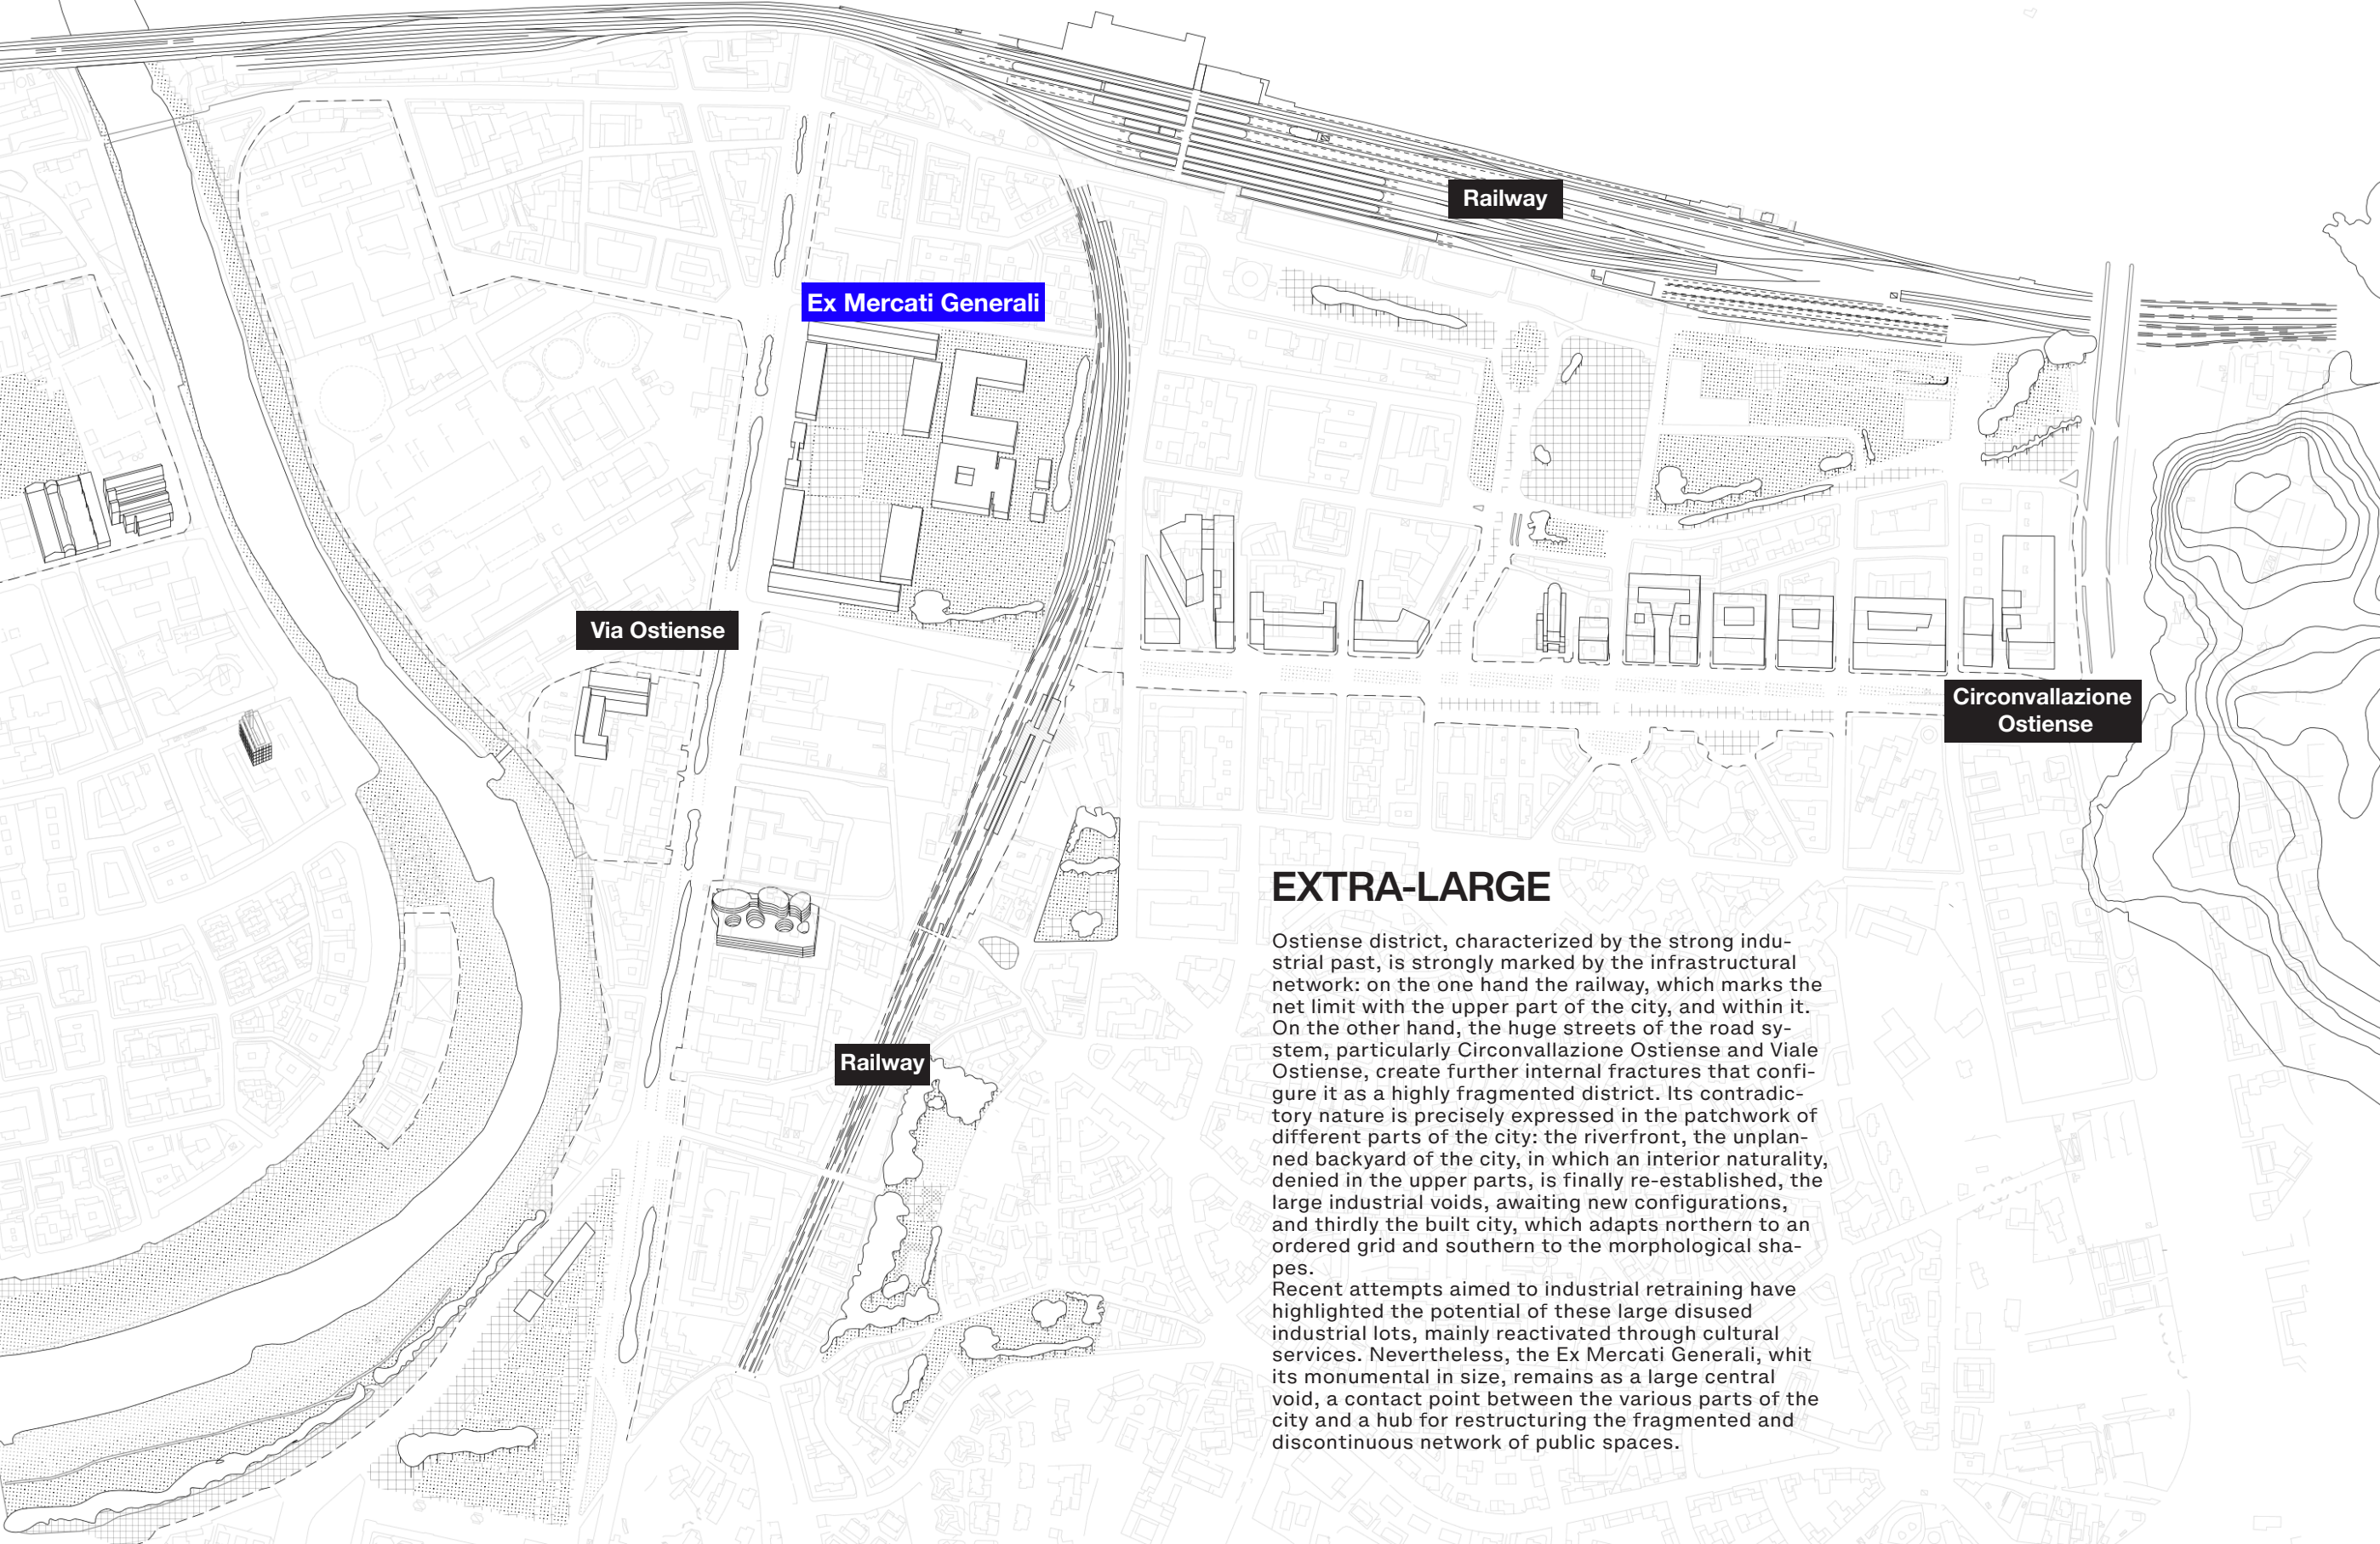 Railway
Ex Mercati Generali
Via Ostiense
Circonvallazione
Ostiense
Railway
EXTRA-LARGE
Ostiense district, characterized by the strong indu-
strial past, is strongly marked by the infrastructural
network: on the one hand the railway, which marks the
net limit with the upper part of the city, and within it.
On the other hand, the huge streets of the road sy-
stem, particularly Circonvallazione Ostiense and Viale
Ostiense, create further internal fractures that confi-
gure it as a highly fragmented district. Its contradic-
tory nature is precisely expressed in the patchwork of
different parts of the city: the riverfront, the unplan-
ned backyard of the city, in which an interior naturality,
denied in the upper parts, is finally re-established, the
large industrial voids, awaiting new configurations,
and thirdly the built city, which adapts northern to an
ordered grid and southern to the morphological sha-
pes.
Recent attempts aimed to industrial retraining have
highlighted the potential of these large disused
industrial lots, mainly reactivated through cultural
services. Nevertheless, the Ex Mercati Generali, whit
its monumental in size, remains as a large central
void, a contact point between the various parts of the
city and a hub for restructuring the fragmented and
discontinuous network of public spaces.